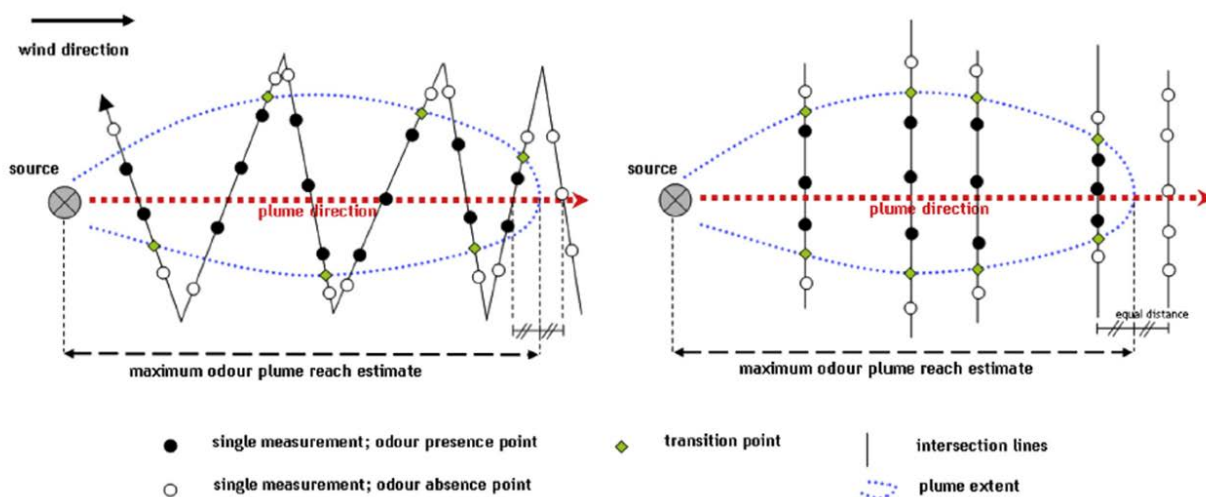 wind direction
source
plume direction
maximum odour plume reach estimate
source
plume direction
equal distance
maximum odour plume reach estimate
single measurement; odour presence point
transition point
intersection lines
single measurement; odour absence point
plume extent